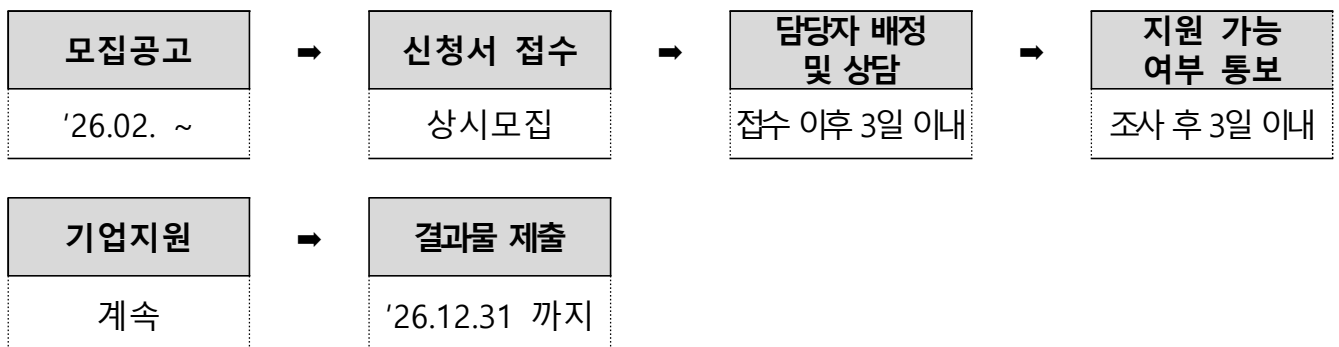 모집공고 ➡ 신청서 접수 ➡ 담당자 배정 및 상담 ➡ 지원 가능 여부 통보
'26.02. ~ 상시모집 접수 이후 3일 이내 조사 후 3일 이내
기업지원 ➡ 결과물 제출
계속 '26.12.31 까지